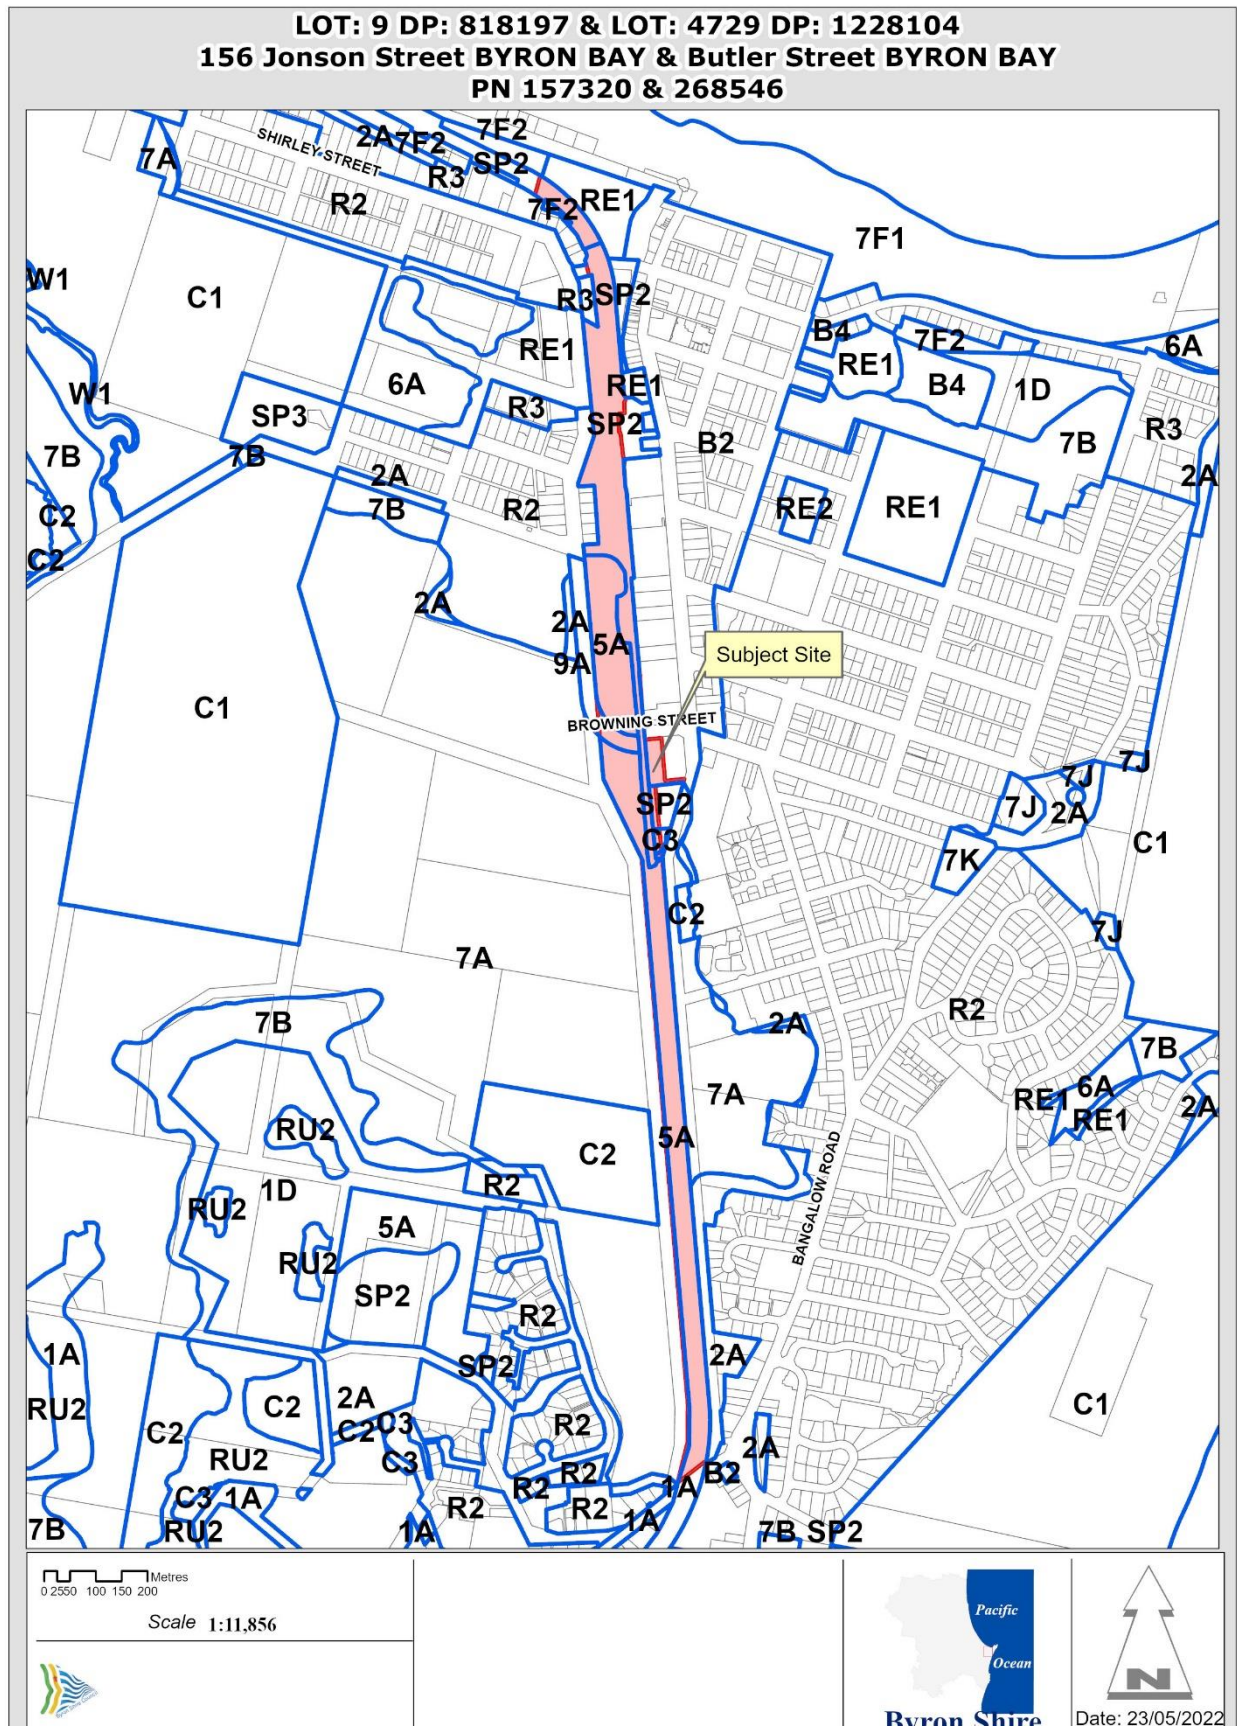 LOT: 9 DP: 818197 & LOT: 4729 DP: 1228104
156 Jonson Street BYRON BAY & Butler Street BYRON BAY
PN 157320 & 268546
7F2
2A
7F2
SHIRLEY STREET
SP2
7A
R3
R2
RE1
7F2
7F1
W1
C1
R3
SP2
B4
7F2
6A
RE1
RE1
6A
RE1
B4
1D
W1
SP3
R3
SP2
B2
7B
R3
7B
7B
2A
2A
7B
R2
RE2
RE1
C2
C2
2A
2A
5A
Subject Site
9A
C1
BROWNING STREET
7J
7J
SP2
7J
2A
C3
C1
7K
C2
7J
7A
R2
7B
2A
7B
7A
6A
RE1
RE1
2A
RU2
5A
C2
BANGALOW ROAD
R2
1D
RU2
5A
RU2
SP2
R2
1A
SP2
2A
2A
C2
C1
RU2
C2
C3
R2
C2
RU2
C3
2A
R2
B2
C3
1A
R2
1A
R2
R2
1A
7B
RU2
1A
7B
SP2
Metres
0 2550 100 150 200
Scale 1:11,856
Pacific
Ocean
Byron Shire
N
Date: 23/05/2022